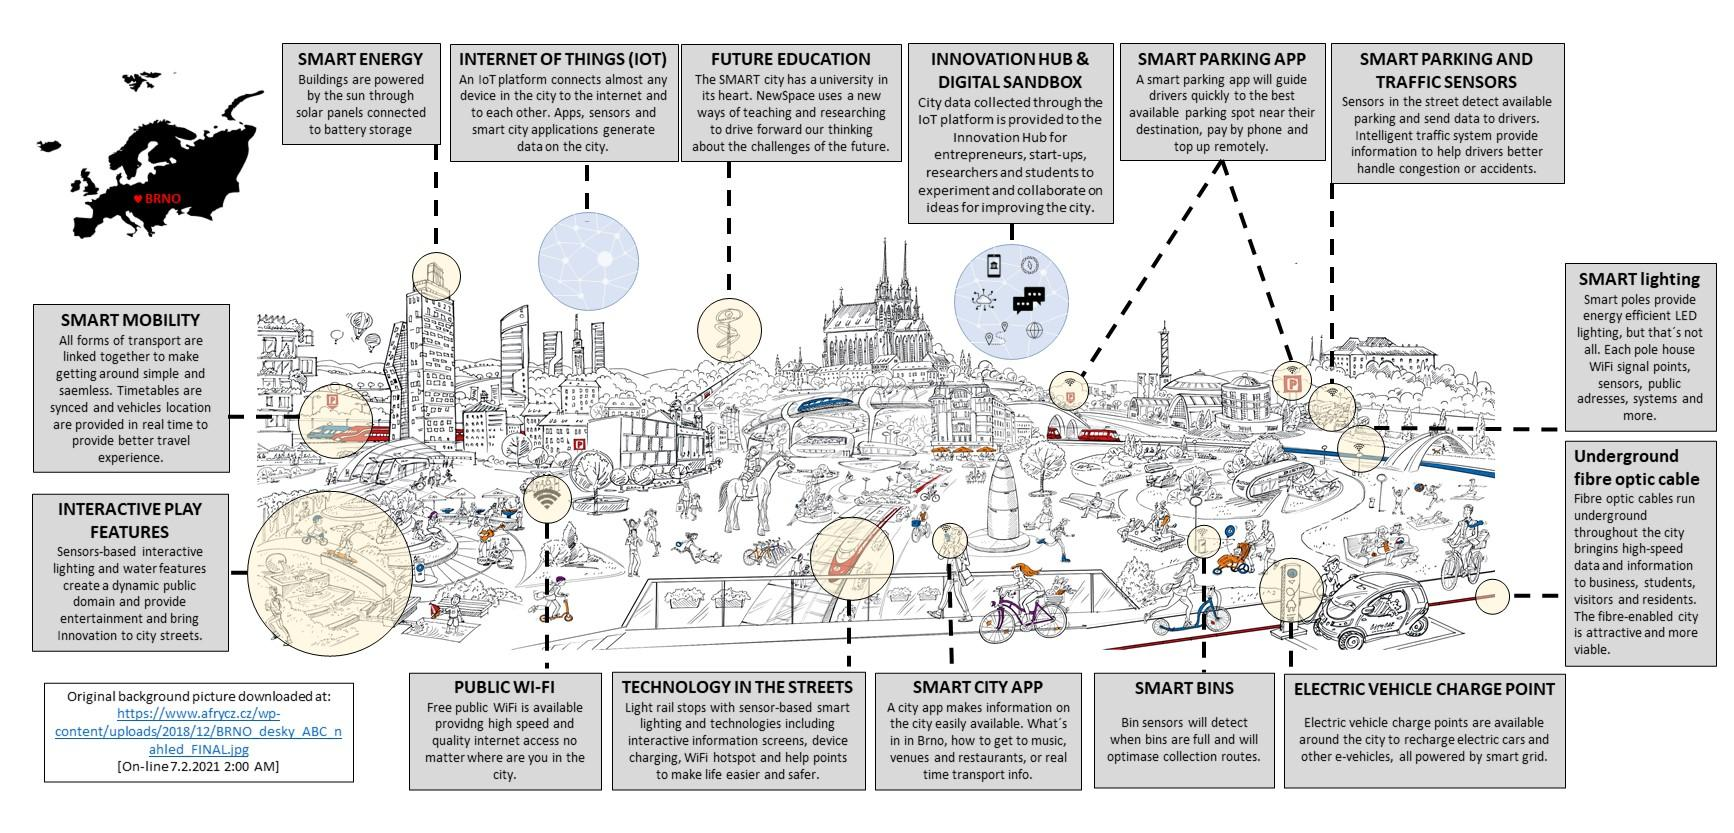 SMART ENERGY
Buildings are powered
by the sun through
solar panels connected
to battery storage
INTERNET OF THINGS (IOT)
An IoT platform connects almost any
device in the city to the internet and
to each other. Apps, sensors and
smart city applications generate
data on the city.
FUTURE EDUCATION
The SMART city has a university in
its heart. NewSpace uses a new
ways of teaching and researching
to drive forward our thinking
about the challenges of the future.
INNOVATION HUB &
DIGITAL SANDBOX
City data collected through the
IoT platform is provided to the
Innovation Hub for
entrepreneurs, start-ups,
researchers and students to
experiment and collaborate on
ideas for improving the city.
SMART PARKING APP
A smart parking app will guide
drivers quickly to the best
available parking spot near their
destination, pay by phone and
top up remotely.
SMART PARKING AND
TRAFFIC SENSORS
Sensors in the street detect available
parking and send data to drivers.
Intelligent traffic system provide
information to help drivers better
handle congestion or accidents.
BRNO
SMART MOBILITY
All forms of transport are
linked together to make
getting around simple and
saemless. Timetables are
synced and vehicles location
are provided in real time to
provide better travel
experience.
SMART lighting
Smart poles provide
energy efficient LED
lighting, but that´s not
all. Each pole house
WiFi signal points,
sensors, public
adresses, systems and
more.
P
P
P
P
INTERACTIVE PLAY
FEATURES
Sensors-based interactive
lighting and water features
create a dynamic public
domain and provide
entertainment and bring
Innovation to city streets.
Underground
fibre optic cable
Fibre optic cables run
underground
throughout the city
bringins high-speed
data and information
to business, students,
visitors and residents.
The fibre-enabled city
is attractive and more
viable.
Original background picture downloaded at:
https://www.afrycz.cz/wp-
content/uploads/2018/12/BRNO_desky_ABC_n
ahled_FINAL.jpg
[On-line 7.2.2021 2:00 AM]
PUBLIC WI-FI
Free public WiFi is available
providng high speed and
quality internet access no
matter where are you in the
city.
TECHNOLOGY IN THE STREETS
Light rail stops with sensor-based smart
lighting and technologies including
interactive information screens, device
charging, WiFi hotspot and help points
to make life easier and safer.
SMART CITY APP
A city app makes information on
the city easily available. What´s
in in Brno, how to get to music,
venues and restaurants, or real
time transport info.
SMART BINS
Bin sensors will detect
when bins are full and will
optimase collection routes.
ELECTRIC VEHICLE CHARGE POINT
Electric vehicle charge points are available
around the city to recharge electric cars and
other e-vehicles, all powered by smart grid.